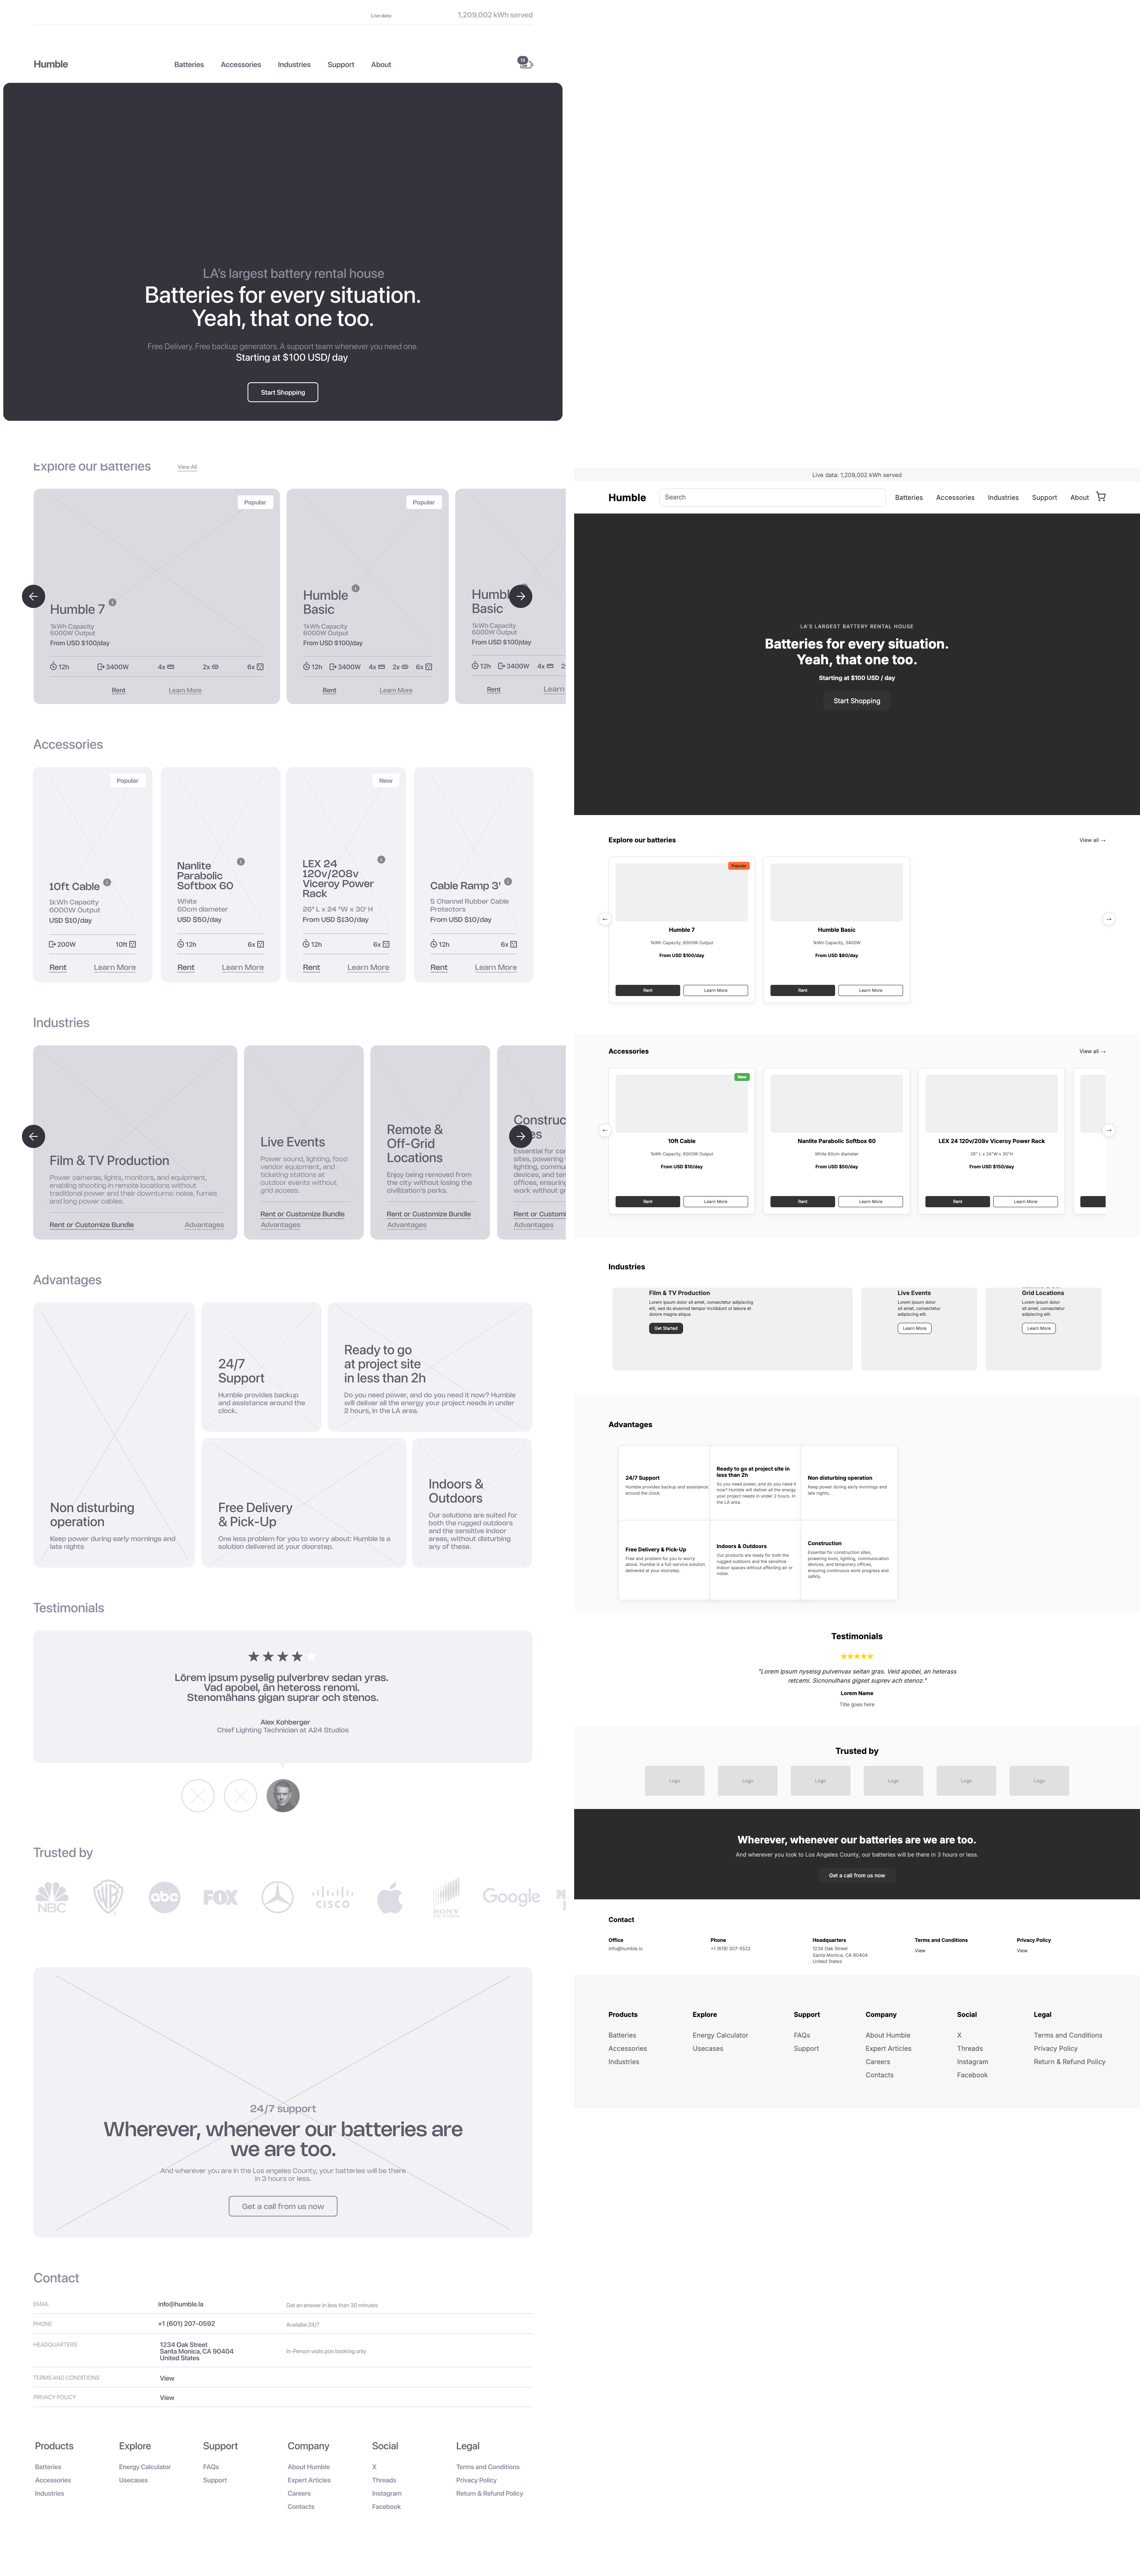 Live data:
1,209,002 kWh served
Humble
Batteries
Accessories
Industries
Support
About
12
LA's largest battery rental house
Batteries for every situation.
Yeah, that one too.
Free Delivery. Free backup generators. A support team whenever you need one.
Starting at $100 USD/ day
Start Shopping
Explore our Batteries
View All
Popular
Humble 7
1kWh Capacity
6000W Output
From USD $100/day
12h
3400W
4x
2x
6x
Rent
Learn More
Popular
Humble
Basic
1kWh Capacity
6000W Output
From USD $100/day
12h
3400W
4x
2x
6x
Rent
Learn More
Humbl
Basic
1kWh Capacity
6000W Output
From USD $100/day
12h
3400W
4x
2
Rent
Learn
Accessories
Popular
10ft Cable
1kWh Capacity
6000W Output
USD $10/day
200W
10ft
Rent
Learn More
Nanlite
Parabolic
Softbox 60
White
60cm diameter
USD $50/day
12h
6x
Rent
Learn More
New
LEX 24
120v/208v
Viceroy Power
Rack
26" L x 24 "W x 30' H
From USD $130/day
12h
6x
Rent
Learn More
Cable Ramp 3'
5 Channel Rubber Cable
Protectors
From USD $10/day
12h
6x
Rent
Learn More
Industries
Film & TV Production
Power cameras, lights, monitors, and equipment,
enabling shooting in remote locations without
traditional power and their downturns: noise, fumes
and long power cables.
Rent or Customize Bundle
Advantages
Live Events
Power sound, lighting, food
vendor equipment, and
ticketing stations at
outdoor events without
grid access.
Rent or Customize Bundle
Advantages
Remote &
Off-Grid
Locations
Enjoy being removed from
the city without losing the
civilization's perks.
Rent or Customize Bundle
Advantages
Construc
es
Essential for con
sites, powering t
lighting, commu
devices, and tem
offices, ensuring
work without gr
Rent or Custom
Advantages
Advantages
Non disturbing
operation
Keep power during early mornings and
late nights
24/7
Support
Humble provides backup
and assistance around the
clock.
Ready to go
at project site
in less than 2h
Do you need power, and do you need it now? Humble
will deliver all the energy your project needs in under
2 hours, in the LA area.
Free Delivery
& Pick-Up
One less problem for you to worry about: Humble is a
solution delivered at your doorstep.
Indoors &
Outdoors
Our solutions are suited for
both the rugged outdoors
and the sensitive indoor
areas, without disturbing
any of these.
Testimonials
Lörem ipsum pyselig pulverbrev sedan yras.
Vad apobel, än heteross renomi.
Stenomåhans gigan suprar och stenos.
Alex Kohberger
Chief Lighting Technician at A24 Studios
Trusted by
NBC
WB
abc
FOX
CISCO
SONY
PICTURES
Google
24/7 support
Wherever, whenever our batteries are
we are too.
And wherever you are in the Los angeles County, your batteries will be there
in 3 hours or less.
Get a call from us now
Contact
EMAIL
info@humble.la
Get an answer in less than 30 minutes
PHONE
+1 (601) 207-0592
Availabe 24/7
HEADQUARTERS
1234 Oak Street
Santa Monica, CA 90404
United States
In-Person visits pon booking only
TERMS AND CONDITIONS
View
PRIVACY POLICY
View
Products
Batteries
Accessories
Industries
Explore
Energy Calculator
Usecases
Support
FAQs
Support
Company
About Humble
Expert Articles
Careers
Contacts
Social
X
Threads
Instagram
Facebook
Legal
Terms and Conditions
Privacy Policy
Return & Refund Policy
Live data: 1,209,002 kWh served
Humble
Search
Batteries
Accessories
Industries
Support
About
LA'S LARGEST BATTERY RENTAL HOUSE
Batteries for every situation.
Yeah, that one too.
Starting at $100 USD / day
Start Shopping
Explore our batteries
View all →
Popular
Humble 7
1kWh Capacity, 6000W Output
From USD $100/day
Rent
Learn More
Humble Basic
1kWh Capacity, 3400W
From USD $80/day
Rent
Learn More
Accessories
View all →
New
10ft Cable
1kWh Capacity, 6000W Output
From USD $10/day
Rent
Learn More
Nanlite Parabolic Softbox 60
White 60cm diameter
From USD $50/day
Rent
Learn More
LEX 24 120v/208v Viceroy Power Rack
26" L x 24"W x 30"H
From USD $150/day
Rent
Learn More
Industries
Film & TV Production
Lorem ipsum dolor sit amet, consectetur adipiscing
elit, sed do eiusmod tempor incididunt ut labore et
dolore magna aliqua.
Get Started
Live Events
Lorem ipsum dolor
sit amet, consectetur
adipiscing elit.
Learn More
Grid Locations
Lorem ipsum dolor
sit amet, consectetur
adipiscing elit.
Learn More
Advantages
24/7 Support
Humble provides backup and assistance
around the clock.
Ready to go at project site in
less than 2h
So you need power, and do you need it
now? Humble will deliver all the energy
your project needs in under 2 hours. In
the LA area.
Non disturbing operation
Keep power during early mornings and
late nights.
Free Delivery & Pick-Up
Free and problem for you to worry
about. Humble is a full-service solution
delivered at your doorstep.
Indoors & Outdoors
Our products are ready for both the
rugged outdoors and the sensitive
indoor spaces without affecting air or
noise.
Construction
Essential for construction sites,
powering tools, lighting, communication
devices, and temporary offices,
ensuring continuous work progress and
safety.
Testimonials
"Lorem ipsum nyseisg pulvenvax seitan gras. Veid apobei, an heterass
retcemi. Sicnonulhans gigset suprev ach stenoz."
Lorem Name
Title goes here
Trusted by
Logo
Logo
Logo
Logo
Logo
Logo
Wherever, whenever our batteries are we are too.
And wherever you look to Los Angeles County, our batteries will be there in 3 hours or less.
Get a call from us now
Contact
Office
info@humble.io
Phone
+1 (619) 207-5522
Headquarters
1234 Oak Street
Santa Monica, CA 90404
United States
Terms and Conditions
View
Privacy Policy
View
Products
Batteries
Accessories
Industries
Explore
Energy Calculator
Usecases
Support
FAQs
Support
Company
About Humble
Expert Articles
Careers
Contacts
Social
X
Threads
Instagram
Facebook
Legal
Terms and Conditions
Privacy Policy
Return & Refund Policy